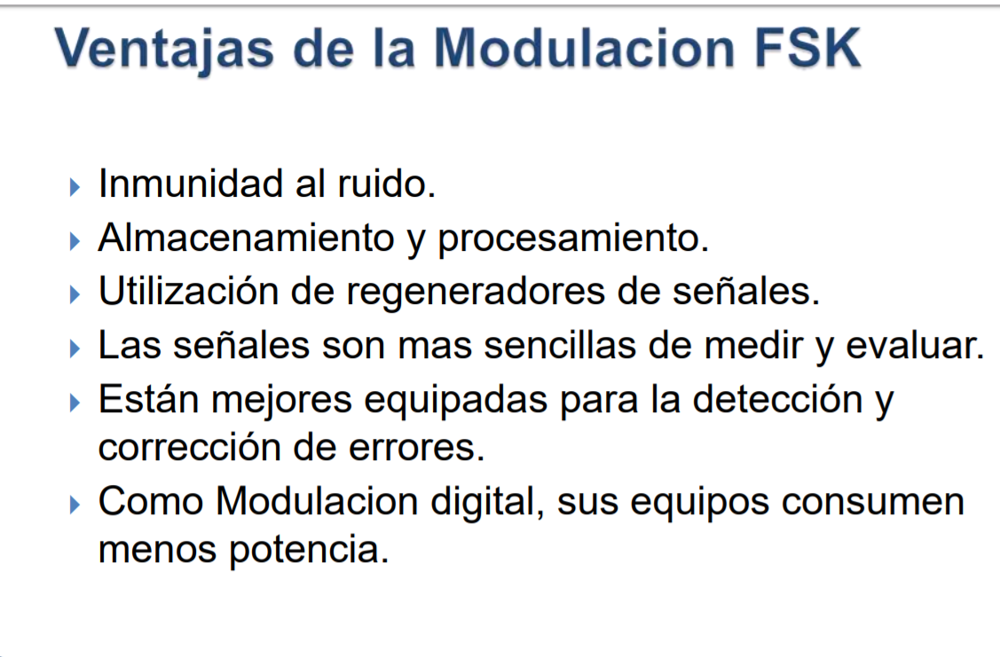 Ventajas de la Modulacion FSK
Inmunidad al ruido.
Almacenamiento y procesamiento.
Utilización de regeneradores de señales.
Las señales son mas sencillas de medir y evaluar.
Están mejores equipadas para la detección y
corrección de errores.
Como Modulacion digital, sus equipos consumen
menos potencia.